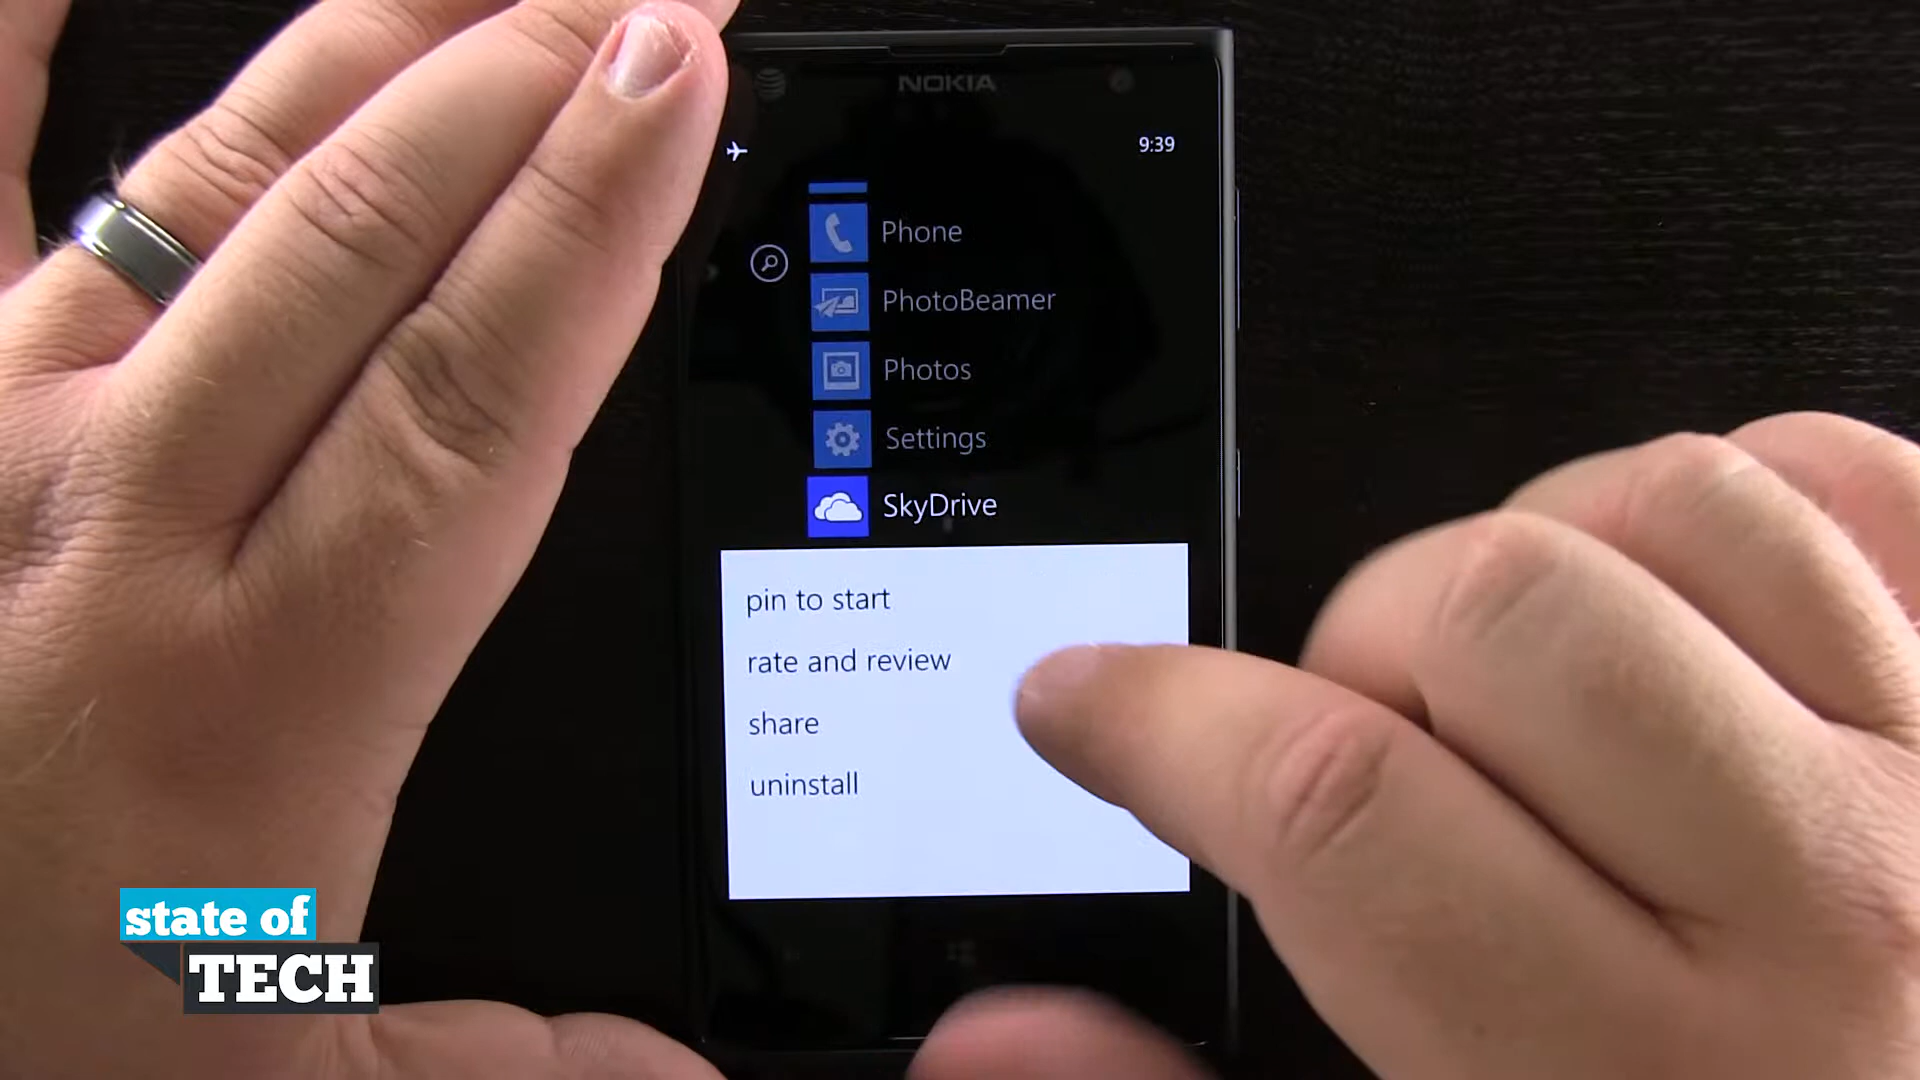 NOKIA
9:39
Phone
PhotoBeamer
Photos
Settings
SkyDrive
pin to start
rate and review
share
uninstall
state of
TECH